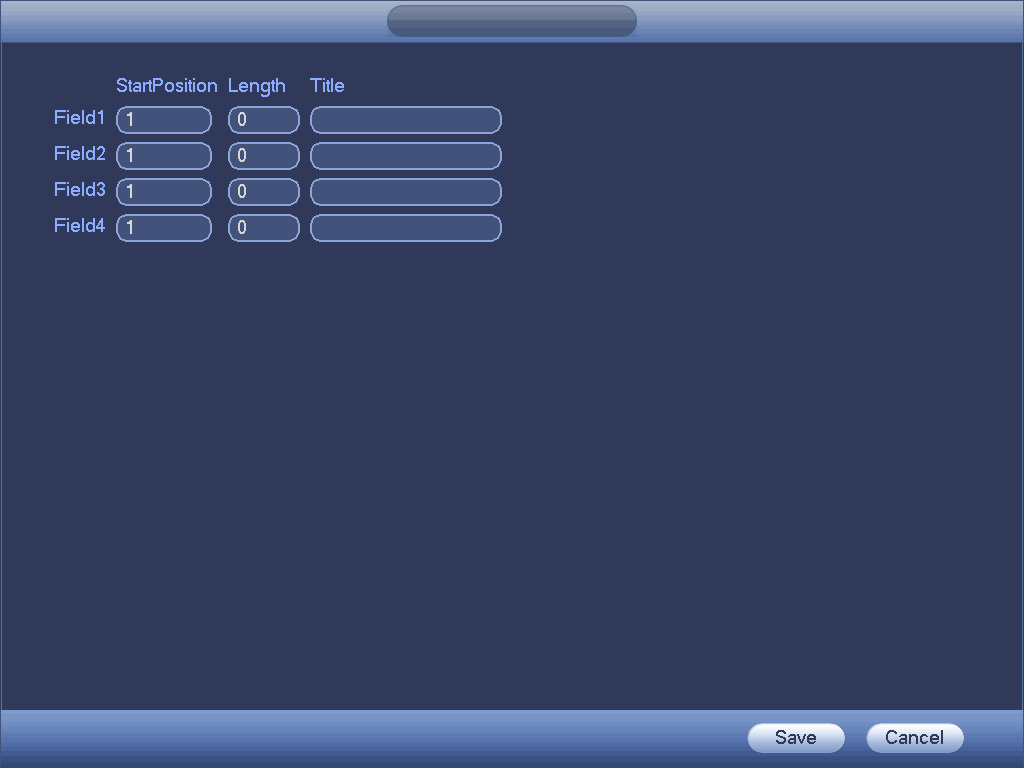 StartPosition Length Title
Field1 1 0
Field2 1 0
Field3 1 0
Field4 1 0
Save Cancel